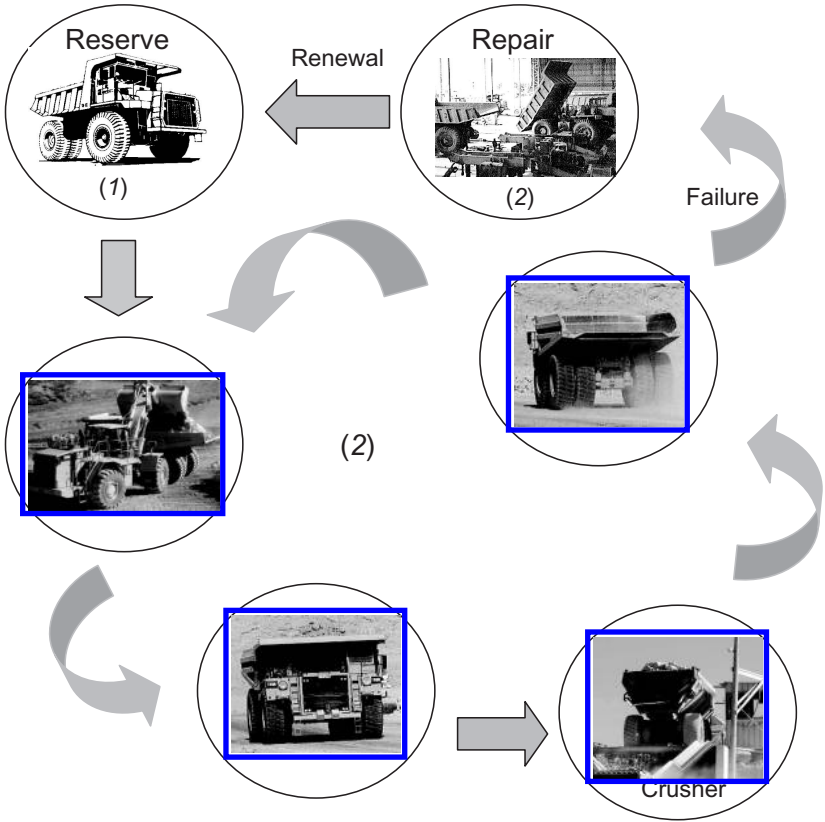 Reserve
Renewal
Repair
(1)
(2)
Failure
(2)
Crusher